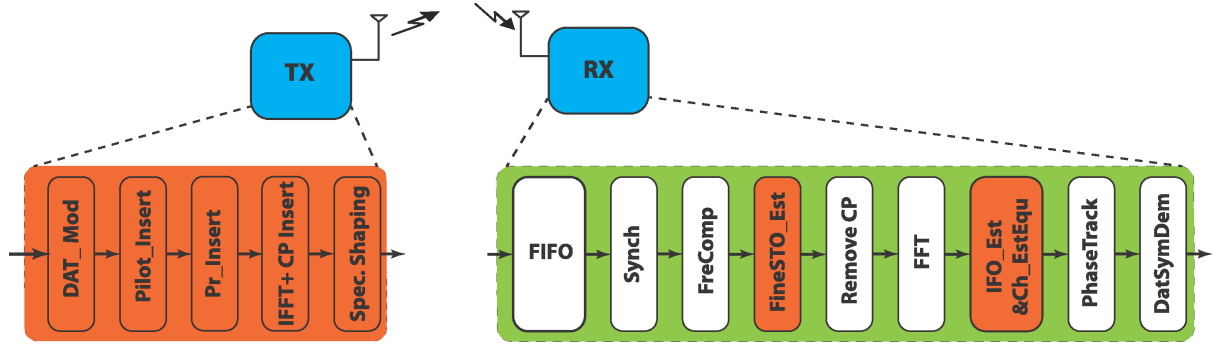 TX
RX
DAT_Mod
Pilot_Insert
Pr_Insert
IFFT+ CP Insert
Spec. Shaping
FIFO
Synch
FreComp
FineSTO_Est
Remove CP
FFT
IFO_Est
&Ch_EstEqu
PhaseTrack
DatSymDem